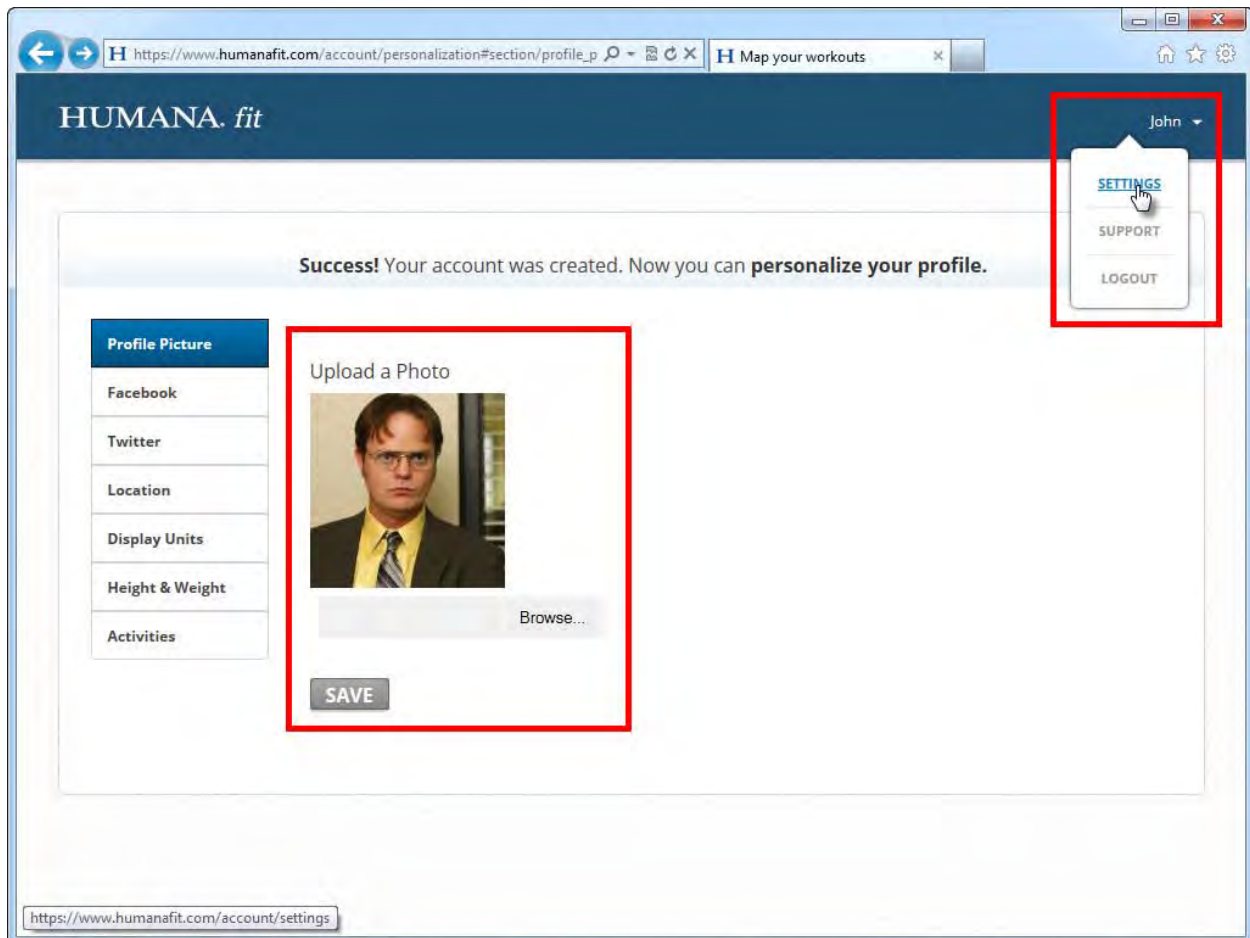 https://www.humanafit.com/account/personalization#section/profile_p
H Map your workouts
HUMANA. fit
John
SETTINGS
SUPPORT
LOGOUT
Success! Your account was created. Now you can personalize your profile.
Profile Picture
Facebook
Twitter
Location
Display Units
Height & Weight
Activities
Upload a Photo
Browse...
SAVE
https://www.humanafit.com/account/settings